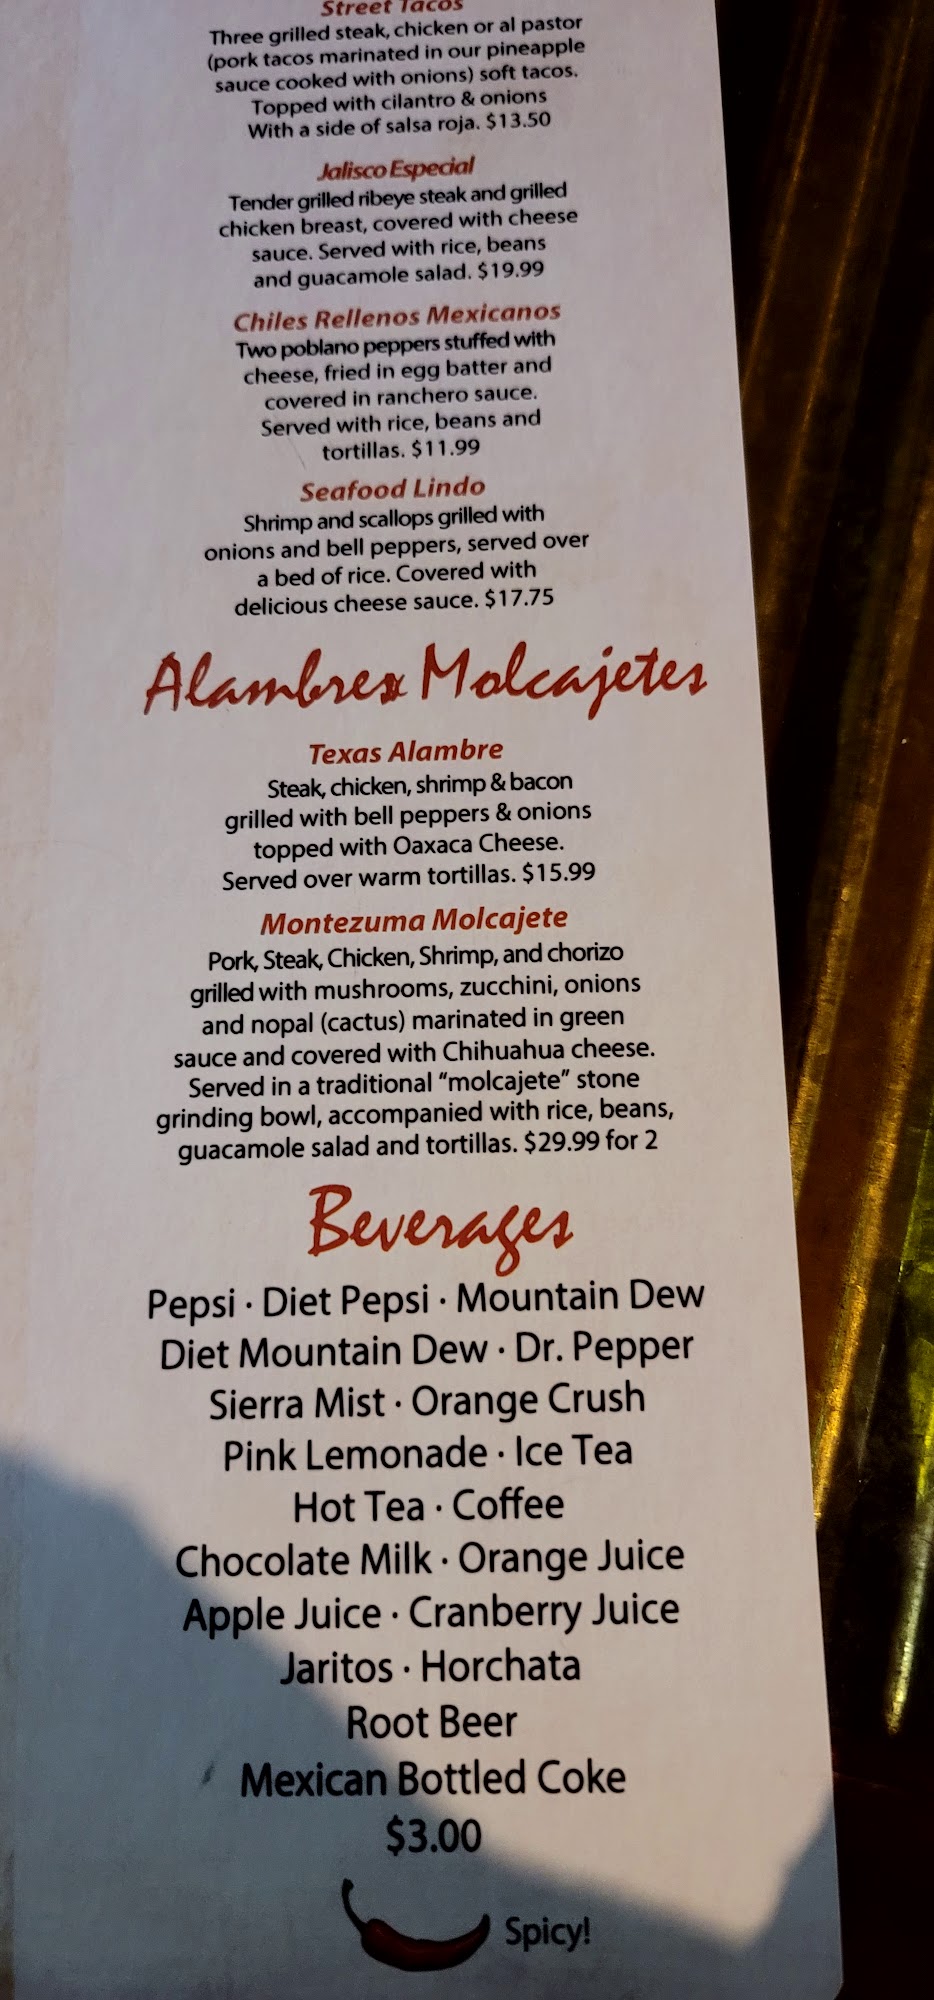 Street Tacos
Three grilled steak, chicken or al pastor
(pork tacos marinated in our pineapple
sauce cooked with onions) soft tacos.
Topped with cilantro & onions
With a side of salsa roja. $13.50
Jalisco Especial
Tender grilled ribeye steak and grilled
chicken breast, covered with cheese
sauce. Served with rice, beans
and guacamole salad. $19.99
Chiles Rellenos Mexicanos
Two poblano peppers stuffed with
cheese, fried in egg batter and
covered in ranchero sauce.
Served with rice, beans and
tortillas. $11.99
Seafood Lindo
Shrimp and scallops grilled with
onions and bell peppers, served over
a bed of rice. Covered with
delicious cheese sauce. $17.75
Alambres Molcajetes
Texas Alambre
Steak, chicken, shrimp & bacon
grilled with bell peppers & onions
topped with Oaxaca Cheese.
Served over warm tortillas. $15.99
Montezuma Molcajete
Pork, Steak, Chicken, Shrimp, and chorizo
grilled with mushrooms, zucchini, onions
and nopal (cactus) marinated in green
sauce and covered with Chihuahua cheese.
Served in a traditional “molcajete” stone
grinding bowl, accompanied with rice, beans,
guacamole salad and tortillas. $29.99 for 2
Beverages
Pepsi · Diet Pepsi · Mountain Dew
Diet Mountain Dew · Dr. Pepper
Sierra Mist · Orange Crush
Pink Lemonade · Ice Tea
Hot Tea · Coffee
Chocolate Milk · Orange Juice
Apple Juice · Cranberry Juice
Jaritos · Horchata
Root Beer
Mexican Bottled Coke
$3.00
Spicy!